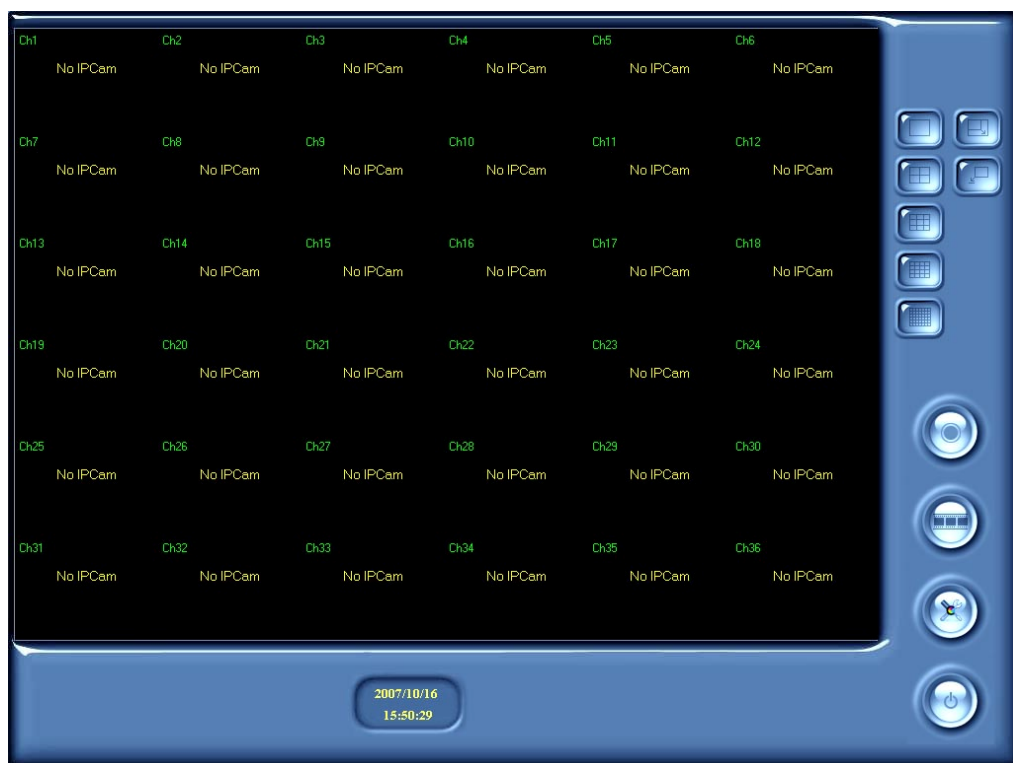 Ch1 Ch2 Ch3 Ch4 Ch5 Ch6
No IPCam No IPCam No IPCam No IPCam No IPCam No IPCam
Ch7 Ch8 Ch9 Ch10 Ch11 Ch12
No IPCam No IPCam No IPCam No IPCam No IPCam No IPCam
Ch13 Ch14 Ch15 Ch16 Ch17 Ch18
No IPCam No IPCam No IPCam No IPCam No IPCam No IPCam
Ch19 Ch20 Ch21 Ch22 Ch23 Ch24
No IPCam No IPCam No IPCam No IPCam No IPCam No IPCam
Ch25 Ch26 Ch27 Ch28 Ch29 Ch30
No IPCam No IPCam No IPCam No IPCam No IPCam No IPCam
Ch31 Ch32 Ch33 Ch34 Ch35 Ch36
No IPCam No IPCam No IPCam No IPCam No IPCam No IPCam
2007/10/16
15:50:29